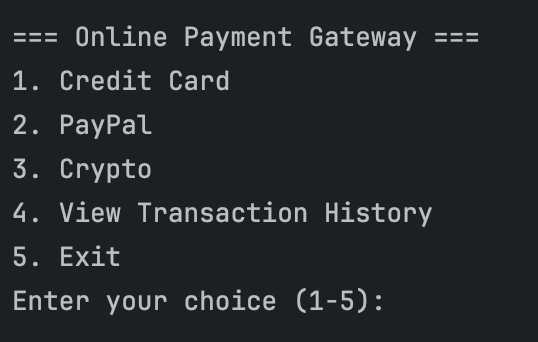 === Online Payment Gateway ===
1. Credit Card
2. PayPal
3. Crypto
4. View Transaction History
5. Exit
Enter your choice (1-5):